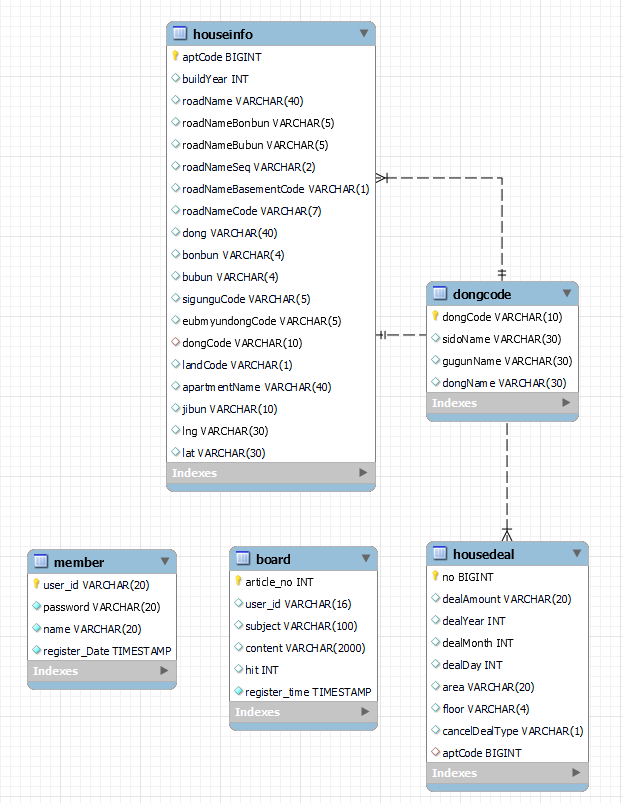 houseinfo
aptCode BIGINT
buildYear INT
roadName VARCHAR(40)
roadNameBonbun VARCHAR(5)
roadNameBubun VARCHAR(5)
roadNameSeq VARCHAR(2)
roadNameBasementCode VARCHAR(1)
roadNameCode VARCHAR(7)
dong VARCHAR(40)
bonbun VARCHAR(4)
bubun VARCHAR(4)
sigunguCode VARCHAR(5)
eubmyundongCode VARCHAR(5)
dongCode VARCHAR(10)
landCode VARCHAR(1)
apartmentName VARCHAR(40)
jibun VARCHAR(10)
lng VARCHAR(30)
lat VARCHAR(30)
Indexes
dongcode
dongCode VARCHAR(10)
sidoName VARCHAR(30)
gugunName VARCHAR(30)
dongName VARCHAR(30)
Indexes
member
user_id VARCHAR(20)
password VARCHAR(20)
name VARCHAR(20)
register_Date TIMESTAMP
Indexes
board
article_no INT
user_id VARCHAR(16)
subject VARCHAR(100)
content VARCHAR(2000)
hit INT
register_time TIMESTAMP
Indexes
housedeal
no BIGINT
dealAmount VARCHAR(20)
dealYear INT
dealMonth INT
dealDay INT
area VARCHAR(20)
floor VARCHAR(4)
cancelDealType VARCHAR(1)
aptCode BIGINT
Indexes